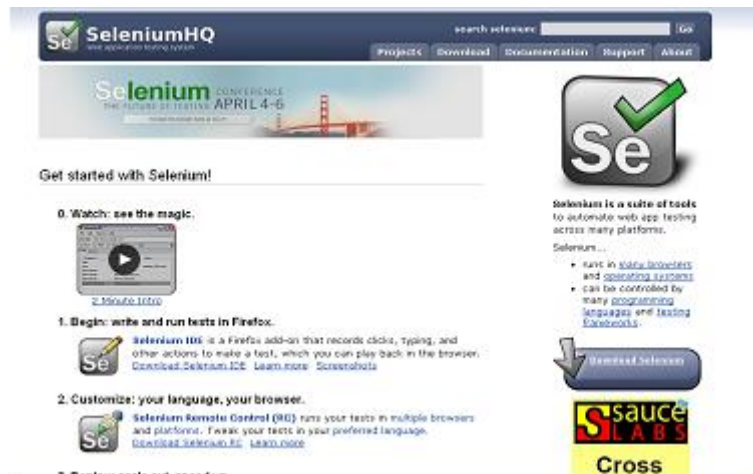 SeleniumHQ
Web application testing system
search selenium:
Go
Projects Download Documentation Support About
Selenium CONFERENCE
THE FUTURE OF TESTING APRIL 4-6
Get started with Selenium!
0. Watch: see the magic.
2 Minute Intro
1. Begin: write and run tests in Firefox.
Selenium IDE is a Firefox add-on that records clicks, typing, and
other actions to make a test, which you can play back in the browser.
Download Selenium IDE Learn more Screenshots
2. Customize: your language, your browser.
Se
Selenium Remote Control (RC) runs your tests in multiple browsers
and platforms. Tweak your tests in your preferred language.
Download Selenium RC Learn more
Se
Selenium is a suite of tools
to automate web app testing
across many platforms.
Selenium...
runs in many browsers
and operating systems
can be controlled by
many programming
languages and testing
frameworks.
Download Selenium
Sauce
LABS
Cross